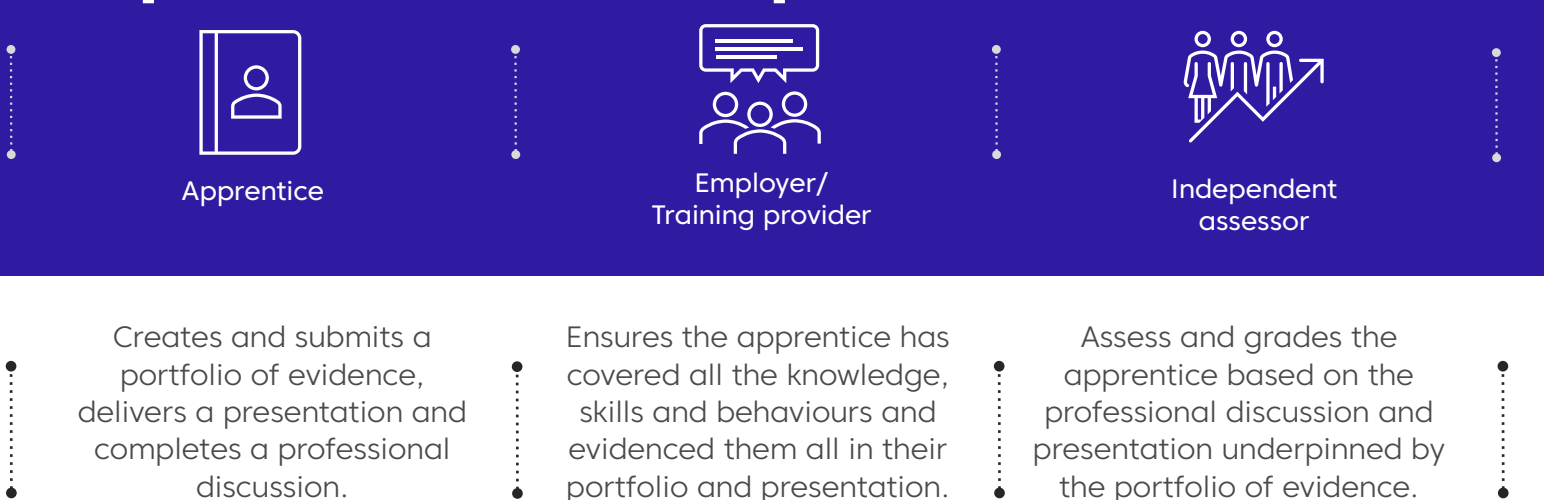 Apprentice
Employer/
Training provider
Independent
assessor
Creates and submits a
portfolio of evidence,
delivers a presentation and
completes a professional
discussion.
Ensures the apprentice has
covered all the knowledge,
skills and behaviours and
evidenced them all in their
portfolio and presentation.
Assess and grades the
apprentice based on the
professional discussion and
presentation underpinned by
the portfolio of evidence.